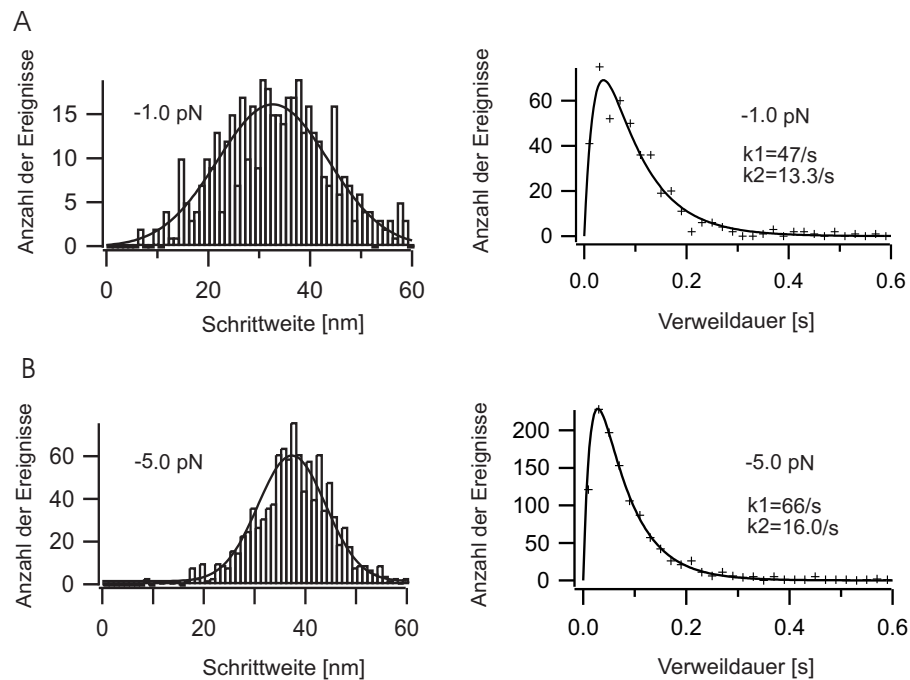 A
Anzahl der Ereignisse
15
10
5
0
-1.0 pN
0 20 40 60
Schrittweite [nm]
Anzahl der Ereignisse
60
40
20
0
-1.0 pN
k1=47/s
k2=13.3/s
0.0 0.2 0.4 0.6
Verweildauer [s]
B
Anzahl der Ereignisse
60
40
20
0
-5.0 pN
0 20 40 60
Schrittweite [nm]
Anzahl der Ereignisse
200
150
100
50
0
-5.0 pN
k1=66/s
k2=16.0/s
0.0 0.2 0.4 0.6
Verweildauer [s]